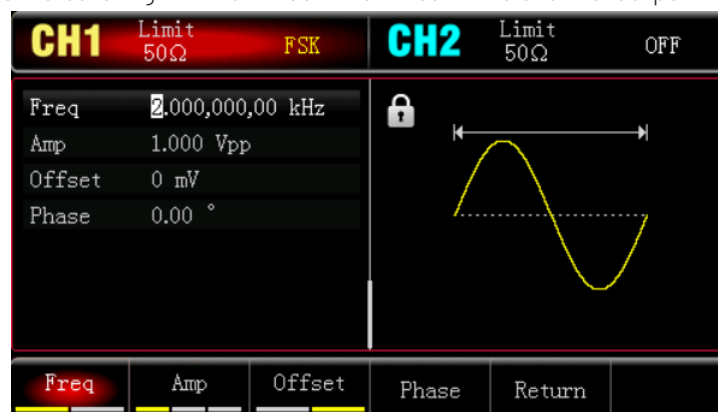 CH1 Limit 50Ω FSK
CH2 Limit 50Ω OFF
Freq 2.000,000,00 kHz
Amp 1.000 Vpp
Offset 0 mV
Phase 0.00 °
Freq Amp Offset Phase Return